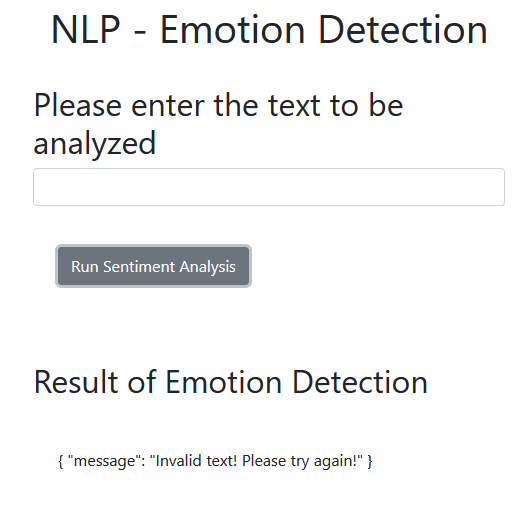 NLP - Emotion Detection
Please enter the text to be
analyzed
Run Sentiment Analysis
Result of Emotion Detection
{ "message": "Invalid text! Please try again!" }